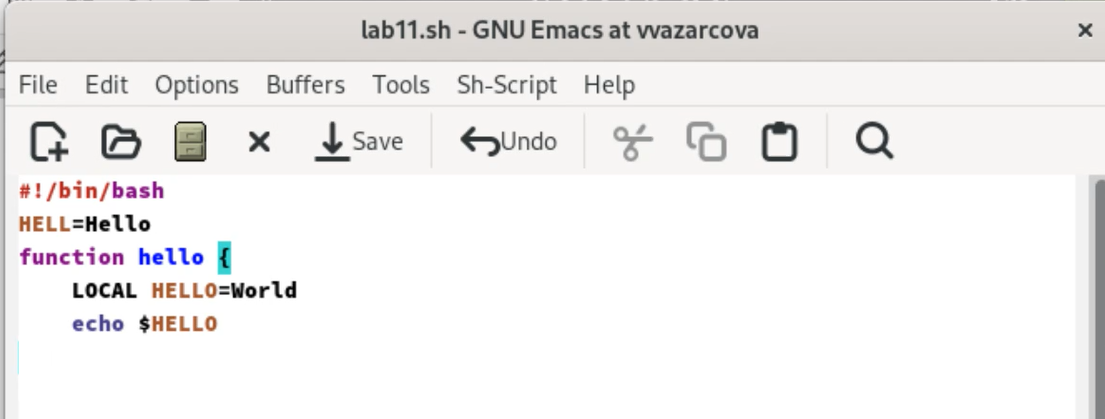 lab11.sh - GNU Emacs at vvazarcova
File Edit Options Buffers Tools Sh-Script Help
Save Undo
#!/bin/bash
HELL=Hello
function hello {
    LOCAL HELLO=World
    echo $HELLO